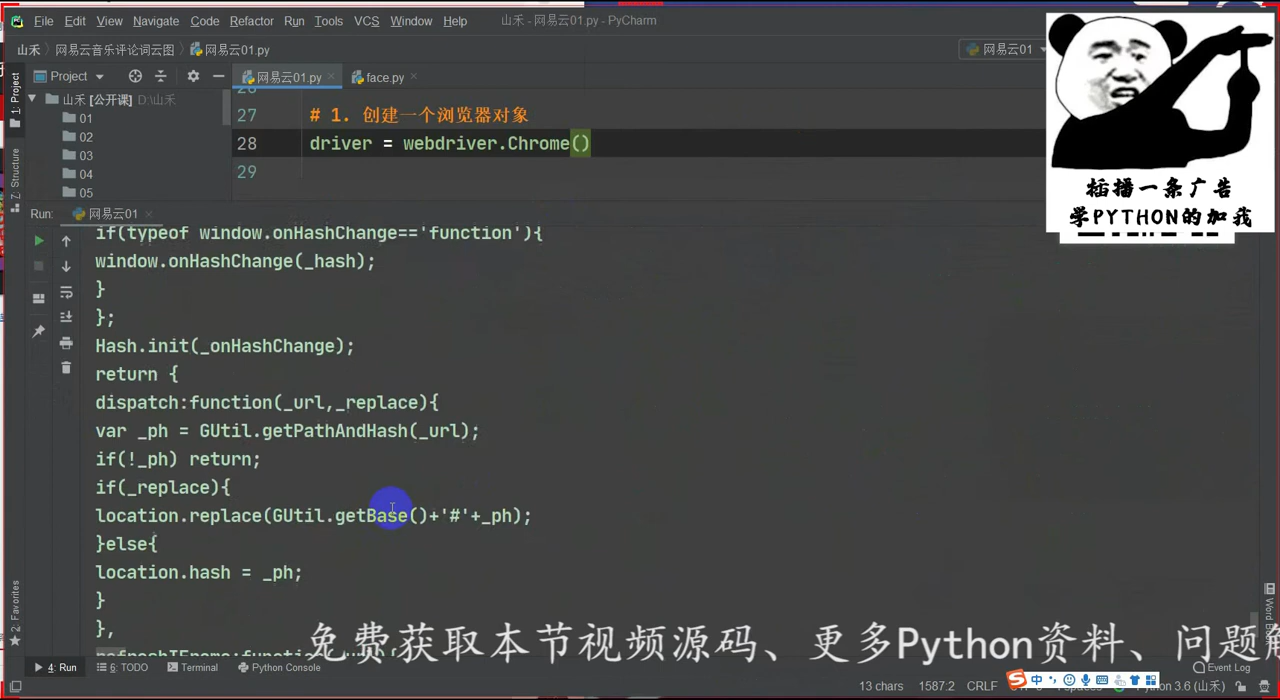 File Edit View Navigate Code Refactor Run Tools VCS Window Help 山禾 - 网易云01.py - PyCharm
山禾 网易云音乐评论词云图 网易云01.py
网易云01
Project
网易云01.py
face.py
1: Project
山禾 [公开课] D:\山禾
01
02
03
04
05
Z: Structure
27 # 1. 创建一个浏览器对象
28 driver = webdriver.Chrome()
29
插播一条广告
学PYTHON的加我
Run: 网易云01
if(typeof window.onHashChange=='function'){
window.onHashChange(_hash);
}
};
Hash.init(_onHashChange);
return {
dispatch:function(_url,_replace){
var _ph = GUtil.getPathAndHash(_url);
if(!_ph) return;
if(_replace){
location.replace(GUtil.getBase()+'#'+_ph);
}else{
location.hash = _ph;
}
},
2: Favorites
免费获取本节视频源码、更多Python资料、问题解
4: Run 6: TODO Terminal Python Console Event Log
13 chars 1587:2 CRLF Python 3.6 (山禾)
中